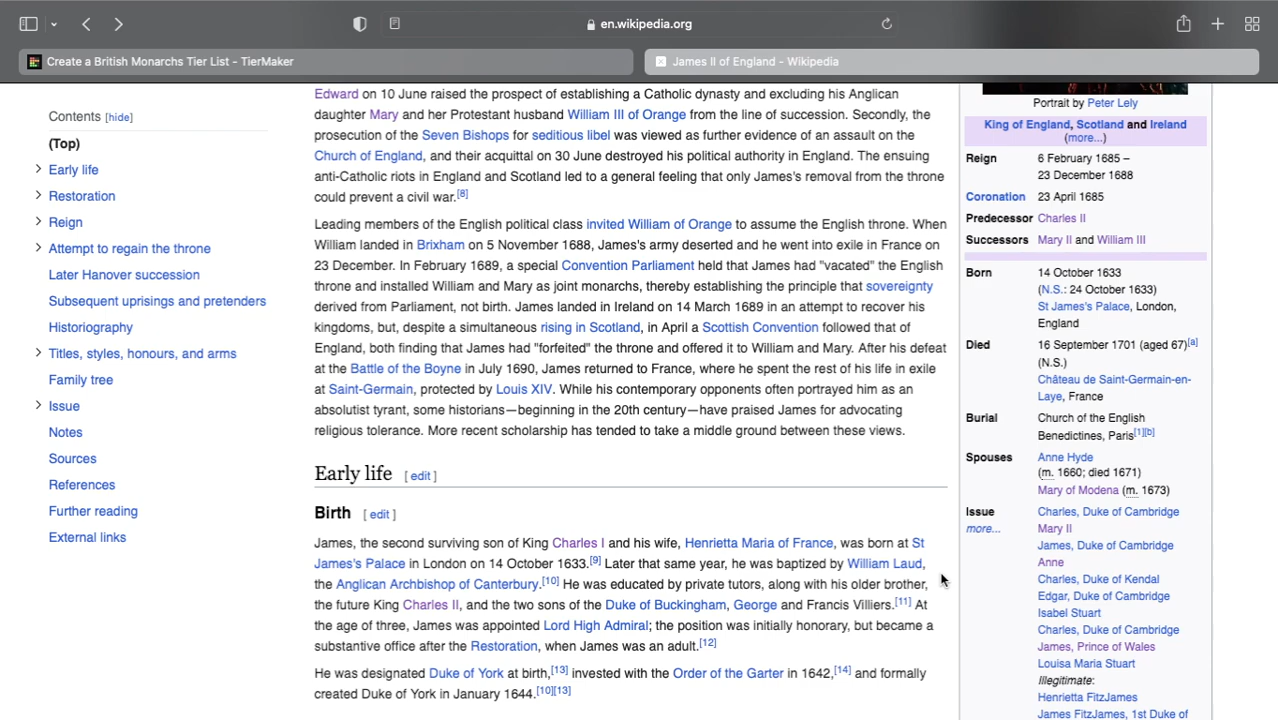 en.wikipedia.org
Create a British Monarchs Tier List - TierMaker
James II of England - Wikipedia
Contents [hide]
(Top)
Early life
Restoration
Reign
Attempt to regain the throne
Later Hanover succession
Subsequent uprisings and pretenders
Historiography
Titles, styles, honours, and arms
Family tree
Issue
Notes
Sources
References
Further reading
External links
Edward on 10 June raised the prospect of establishing a Catholic dynasty and excluding his Anglican
daughter Mary and her Protestant husband William III of Orange from the line of succession. Secondly, the
prosecution of the Seven Bishops for seditious libel was viewed as further evidence of an assault on the
Church of England, and their acquittal on 30 June destroyed his political authority in England. The ensuing
anti-Catholic riots in England and Scotland led to a general feeling that only James's removal from the throne
could prevent a civil war.[8]
Leading members of the English political class invited William of Orange to assume the English throne. When
William landed in Brixham on 5 November 1688, James's army deserted and he went into exile in France on
23 December. In February 1689, a special Convention Parliament held that James had "vacated" the English
throne and installed William and Mary as joint monarchs, thereby establishing the principle that sovereignty
derived from Parliament, not birth. James landed in Ireland on 14 March 1689 in an attempt to recover his
kingdoms, but, despite a simultaneous rising in Scotland, in April a Scottish Convention followed that of
England, both finding that James had "forfeited" the throne and offered it to William and Mary. After his defeat
at the Battle of the Boyne in July 1690, James returned to France, where he spent the rest of his life in exile
at Saint-Germain, protected by Louis XIV. While his contemporary opponents often portrayed him as an
absolutist tyrant, some historians—beginning in the 20th century—have praised James for advocating
religious tolerance. More recent scholarship has tended to take a middle ground between these views.
Early life [ edit ]
Birth [ edit ]
James, the second surviving son of King Charles I and his wife, Henrietta Maria of France, was born at St
James's Palace in London on 14 October 1633.[9] Later that same year, he was baptized by William Laud,
the Anglican Archbishop of Canterbury.[10] He was educated by private tutors, along with his older brother,
the future King Charles II, and the two sons of the Duke of Buckingham, George and Francis Villiers.[11] At
the age of three, James was appointed Lord High Admiral; the position was initially honorary, but became a
substantive office after the Restoration, when James was an adult.[12]
He was designated Duke of York at birth,[13] invested with the Order of the Garter in 1642,[14] and formally
created Duke of York in January 1644.[10][13]
Portrait by Peter Lely
King of England, Scotland and Ireland
(more...)
Reign 6 February 1685 –
23 December 1688
Coronation 23 April 1685
Predecessor Charles II
Successors Mary II and William III
Born 14 October 1633
(N.S.: 24 October 1633)
St James's Palace, London,
England
Died 16 September 1701 (aged 67)[a]
(N.S.)
Château de Saint-Germain-en-
Laye, France
Burial Church of the English
Benedictines, Paris[1][b]
Spouses Anne Hyde
(m. 1660; died 1671)
Mary of Modena (m. 1673)
Issue Charles, Duke of Cambridge
more... Mary II
James, Duke of Cambridge
Anne
Charles, Duke of Kendal
Edgar, Duke of Cambridge
Isabel Stuart
Charles, Duke of Cambridge
James, Prince of Wales
Louisa Maria Stuart
Illegitimate:
Henrietta FitzJames
James FitzJames, 1st Duke of